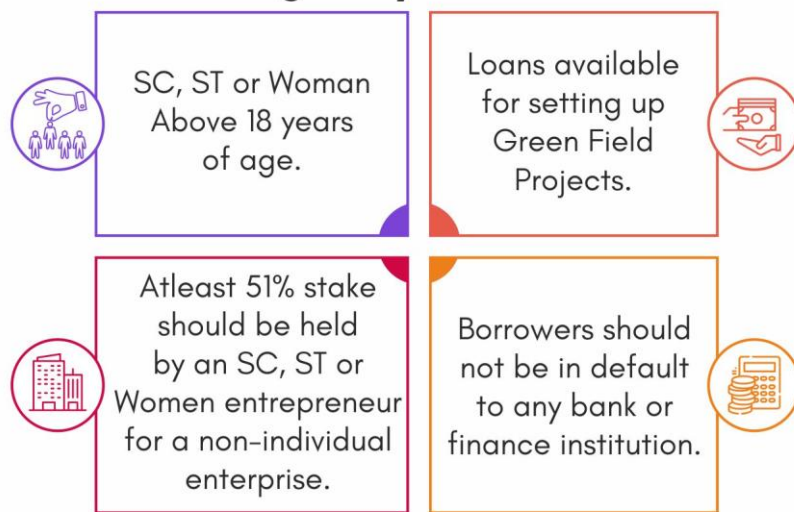 SC, ST or Woman
Above 18 years
of age.
Loans available
for setting up
Green Field
Projects.
Atleast 51% stake
should be held
by an SC, ST or
Women entrepreneur
for a non-individual
enterprise.
Borrowers should
not be in default
to any bank or
finance institution.